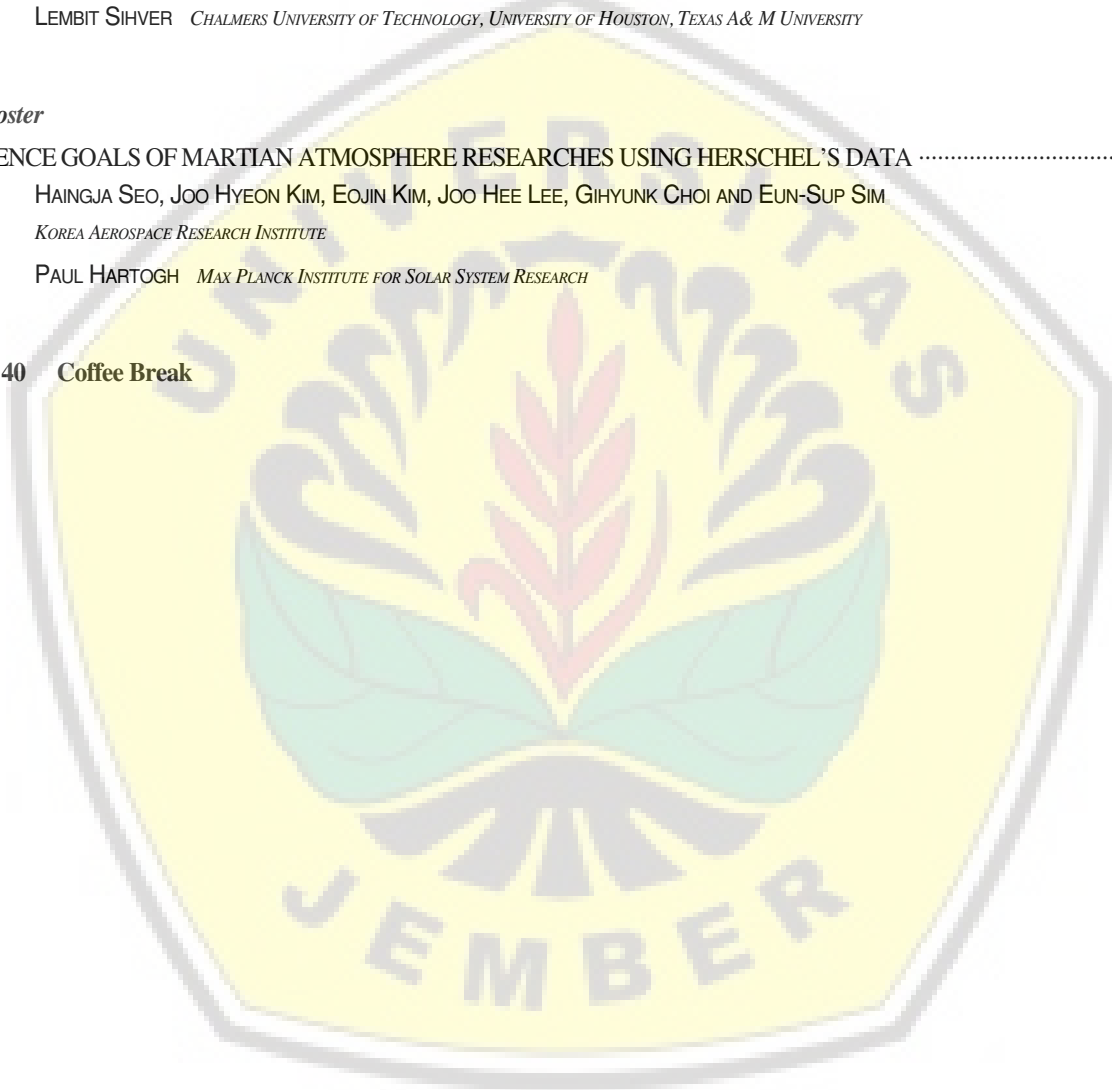 LEMBIT SIHVER CHALMERS UNIVERSITY OF TECHNOLOGY, UNIVERSITY OF HOUSTON, TEXAS A& M UNIVERSITY
oster
ENCE GOALS OF MARTIAN ATMOSPHERE RESEARCHES USING HERSCHEL'S DATA ................................
HAINGJA SEO, JOO HYEON KIM, EOJIN KIM, JOO HEE LEE, GIHYUNK CHOI AND EUN-SUP SIM
KOREA AEROSPACE RESEARCH INSTITUTE
PAUL HARTOGH MAX PLANCK INSTITUTE FOR SOLAR SYSTEM RESEARCH
40 Coffee Break
UNIVERSITAS
JEMBER